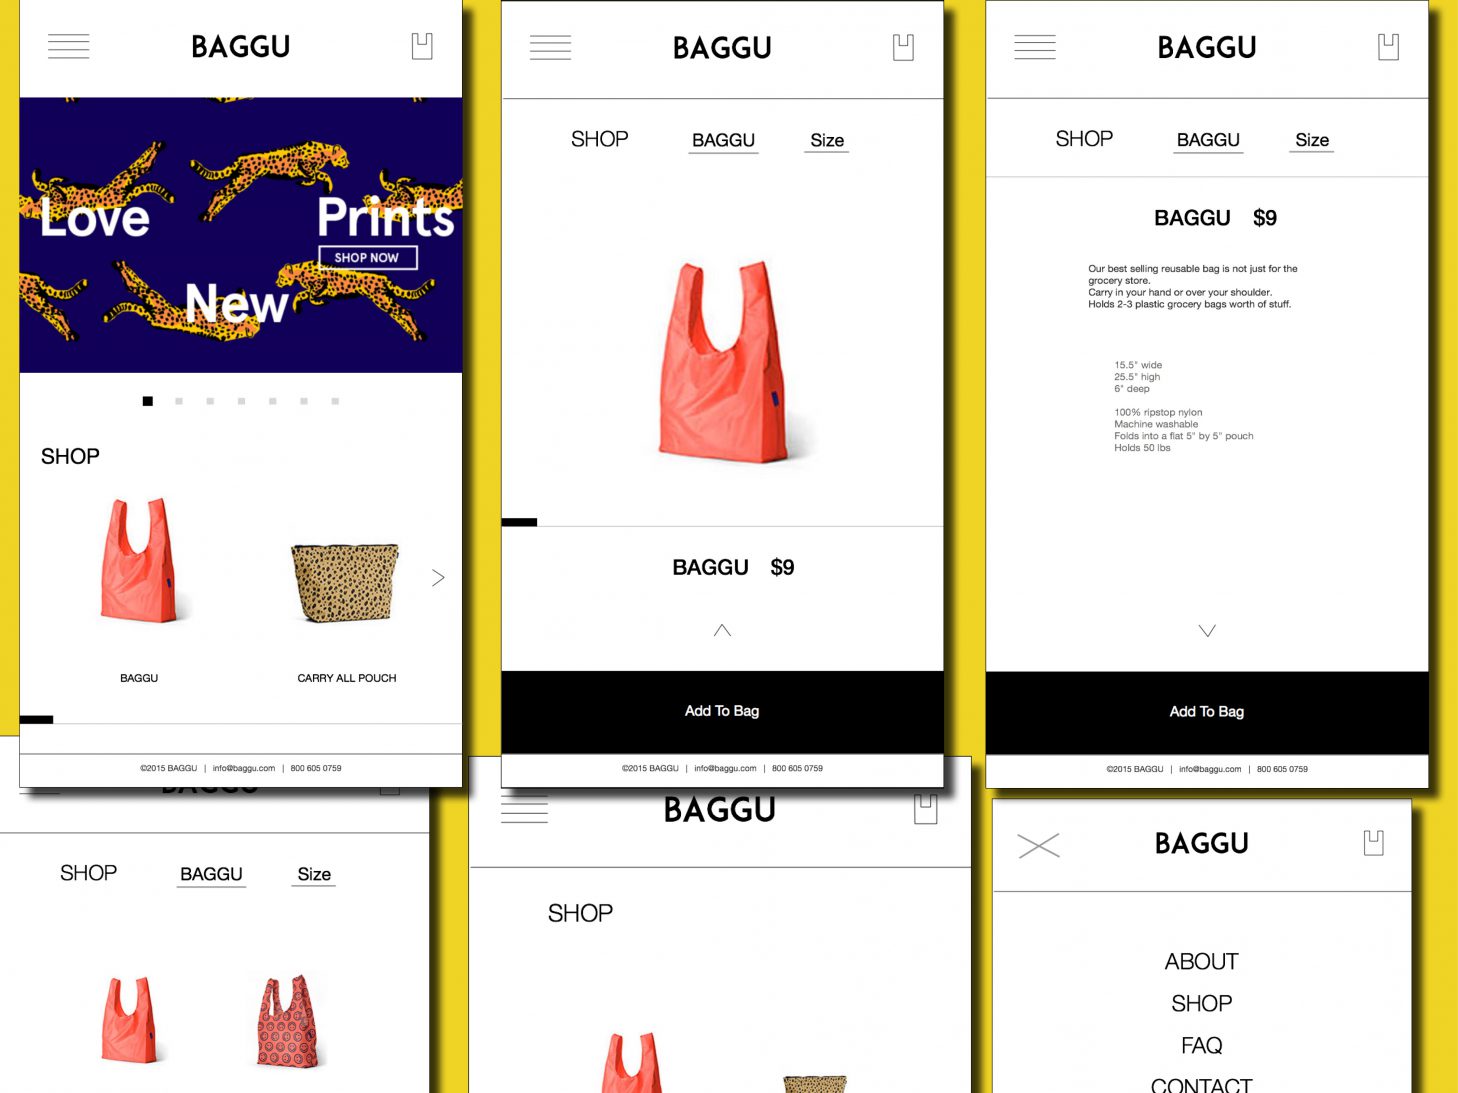 BAGGU
Love
Prints
SHOP NOW
New
SHOP
BAGGU
CARRY ALL POUCH
©2015 BAGGU | info@baggu.com | 800 605 0759
BAGGU
SHOP BAGGU Size
BAGGU $9
Add To Bag
©2015 BAGGU | info@baggu.com | 800 605 0759
BAGGU
SHOP BAGGU Size
BAGGU $9
Our best selling reusable bag is not just for the
grocery store.
Carry in your hand or over your shoulder.
Holds 2-3 plastic grocery bags worth of stuff.
15.5" wide
25.5" high
6" deep
100% ripstop nylon
Machine washable
Folds into a flat 5" by 5" pouch
Holds 50 lbs
Add To Bag
©2015 BAGGU | info@baggu.com | 800 605 0759
BAGGU
SHOP BAGGU Size
BAGGU
SHOP
BAGGU
ABOUT
SHOP
FAQ
CONTACT